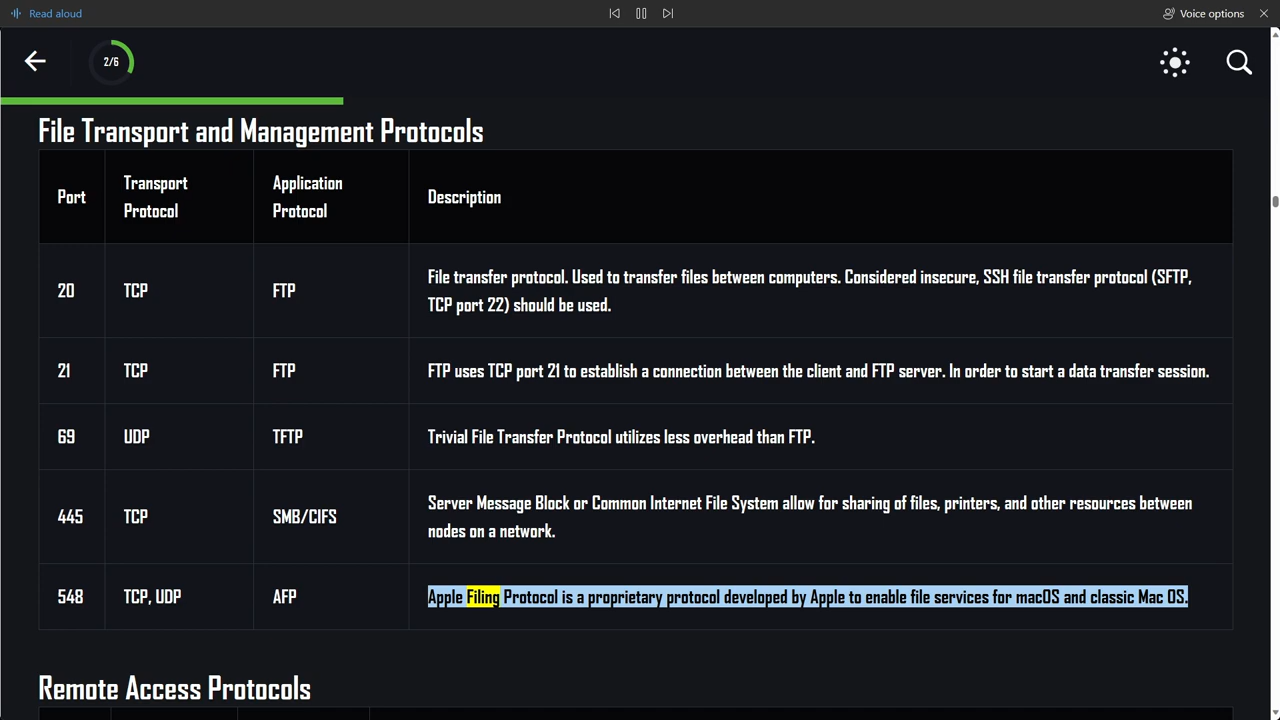 Read aloud
Voice options
2/6
File Transport and Management Protocols
Port
Transport
Protocol
Application
Protocol
Description
20
TCP
FTP
File transfer protocol. Used to transfer files between computers. Considered insecure, SSH file transfer protocol (SFTP,
TCP port 22) should be used.
21
TCP
FTP
FTP uses TCP port 21 to establish a connection between the client and FTP server. In order to start a data transfer session.
69
UDP
TFTP
Trivial File Transfer Protocol utilizes less overhead than FTP.
445
TCP
SMB/CIFS
Server Message Block or Common Internet File System allow for sharing of files, printers, and other resources between
nodes on a network.
548
TCP, UDP
AFP
Apple Filing Protocol is a proprietary protocol developed by Apple to enable file services for macOS and classic Mac OS.
Remote Access Protocols